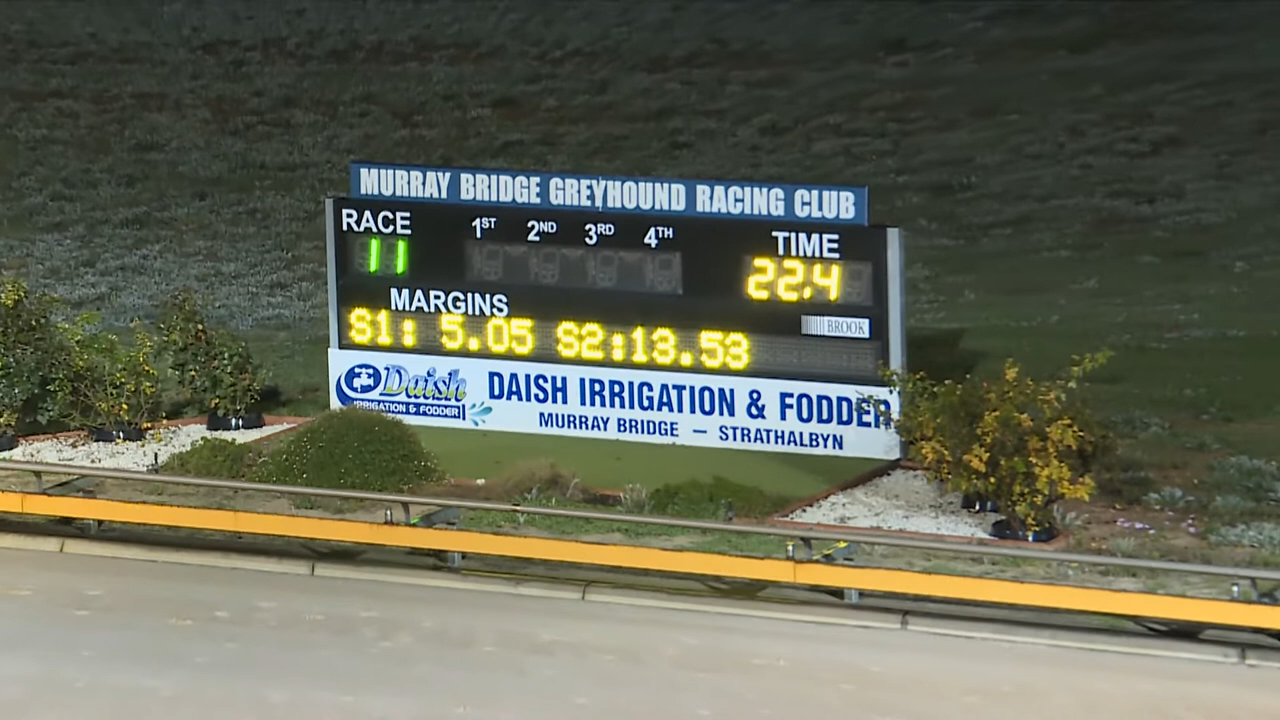 MURRAY BRIDGE GREYHOUND RACING CLUB
RACE 1ST 2ND 3RD 4TH TIME
11 22.4
MARGINS
BROOK
S1: 5.05 S2:13.53
Daish
IRRIGATION & FODDER
DAISH IRRIGATION & FODDER
MURRAY BRIDGE – STRATHALBYN